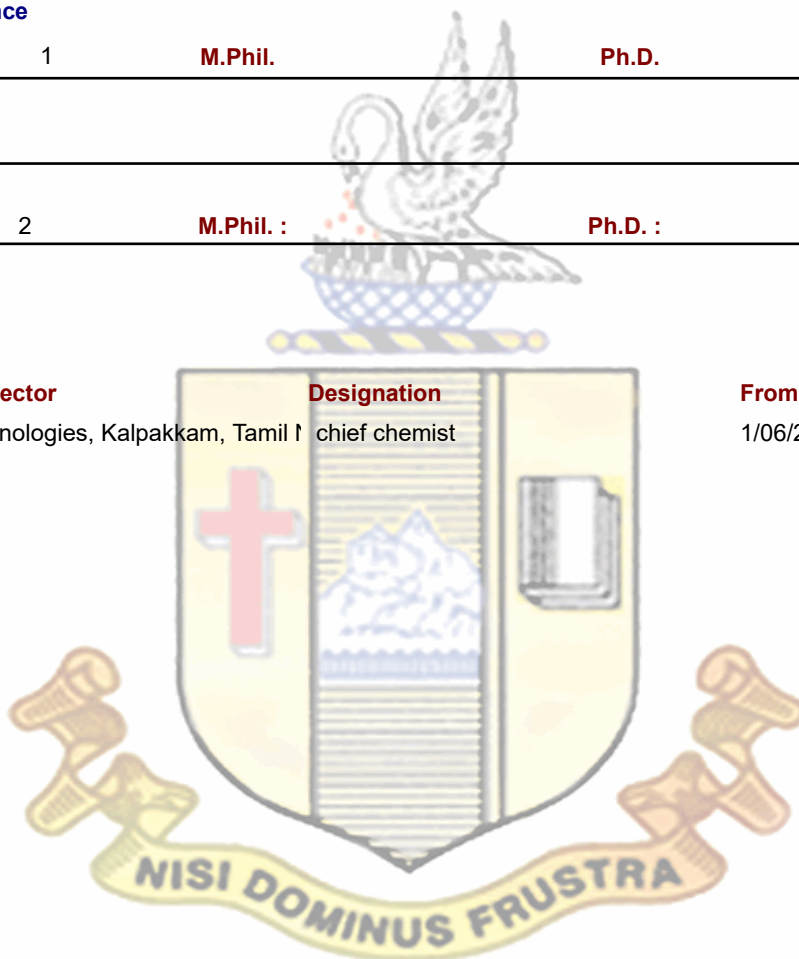 nce
1 M.Phil. Ph.D.
2 M.Phil. : Ph.D. :
ector Designation From
nologies, Kalpakkam, Tamil N chief chemist 1/06/2
NISI DOMINUS FRUSTRA